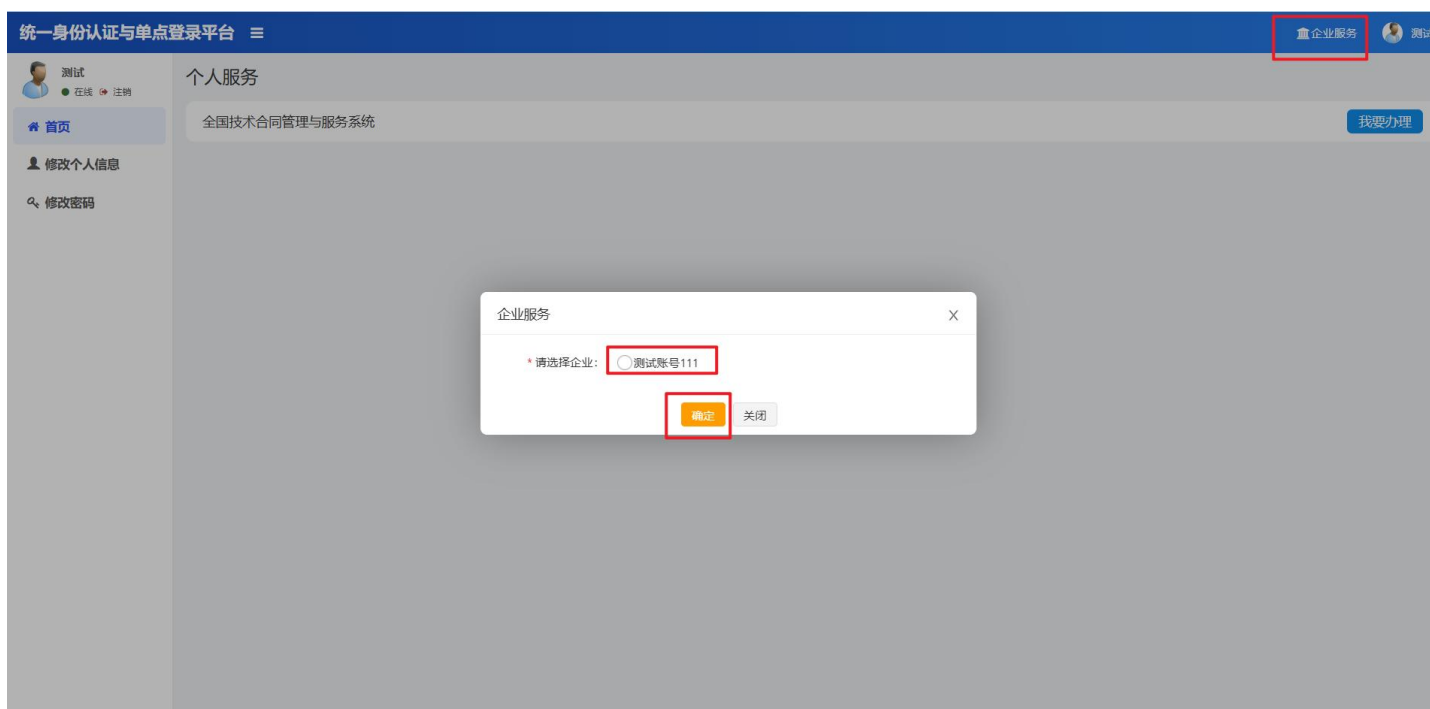 统一身份认证与单点登录平台
企业服务
测试
测试
在线 注销
个人服务
首页
全国技术合同管理与服务系统
我要办理
修改个人信息
修改密码
企业服务
X
* 请选择企业: 测试账号111
确定 关闭